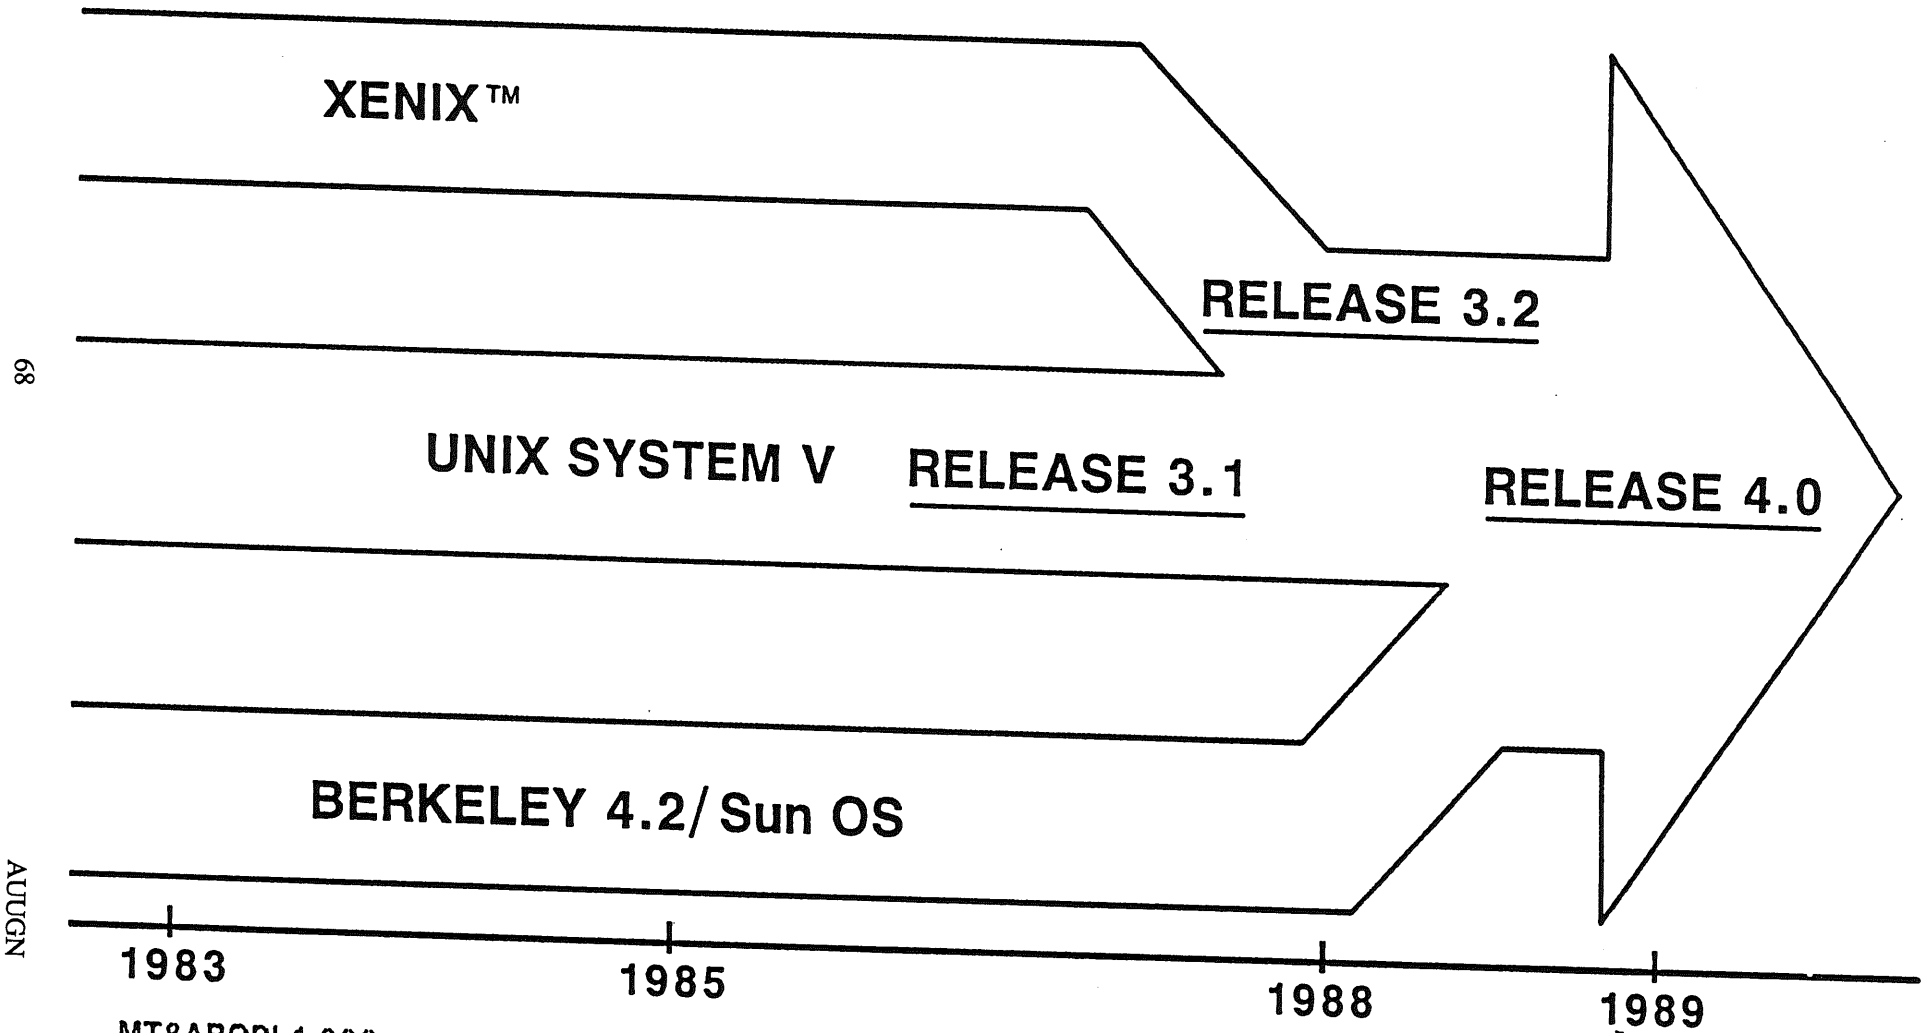 XENIX™
RELEASE 3.2
68
UNIX SYSTEM V RELEASE 3.1
RELEASE 4.0
BERKELEY 4.2/ Sun OS
AUUGN
1983
1985
1988
1989